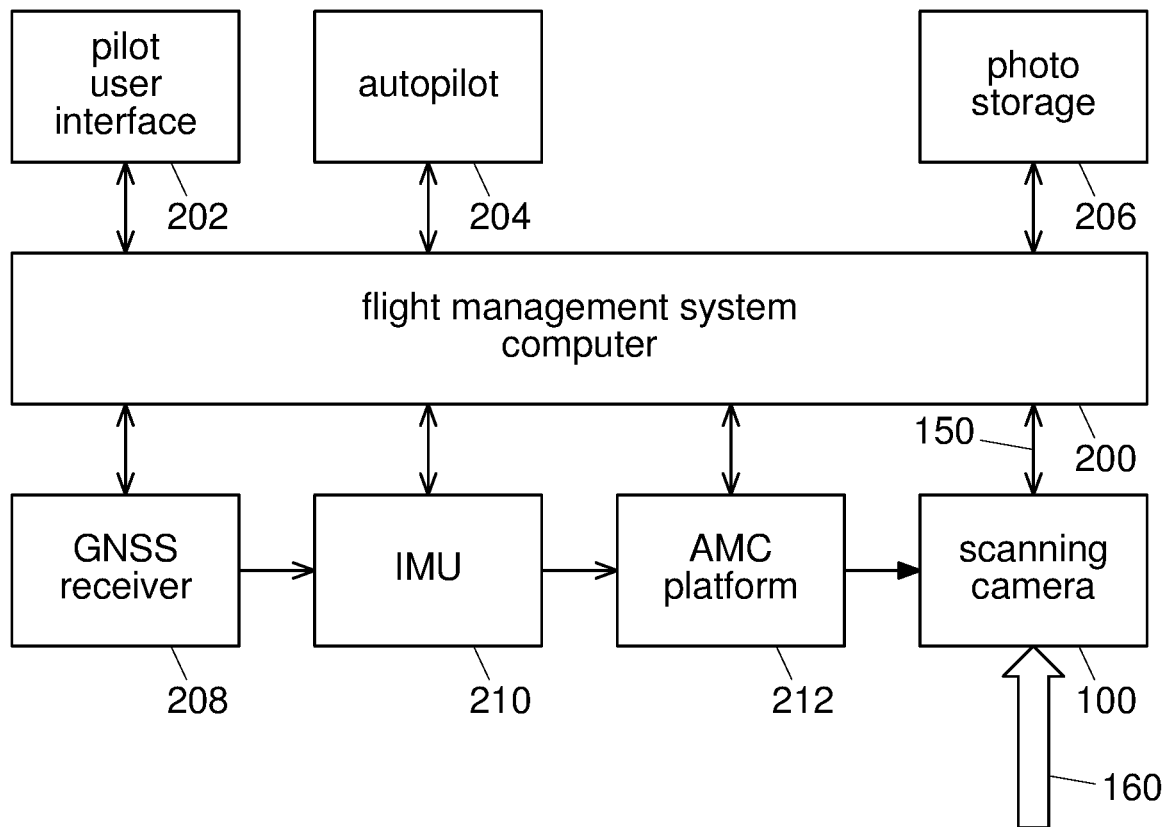 pilot
user
interface
autopilot
photo
storage
202
204
206
flight management system
computer
150
200
GNSS
receiver
IMU
AMC
platform
scanning
camera
208
210
212
100
160